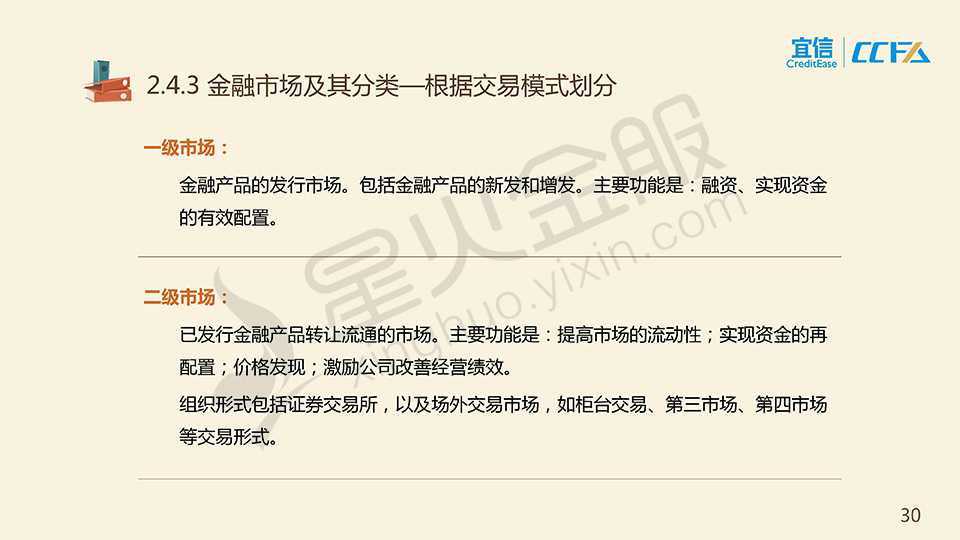 宜信
CreditEase
CCFA
2.4.3 金融市场及其分类—根据交易模式划分
一级市场：
金融产品的发行市场。包括金融产品的新发和增发。主要功能是：融资、实现资金
的有效配置。
二级市场：
已发行金融产品转让流通的市场。主要功能是：提高市场的流动性；实现资金的再
配置；价格发现；激励公司改善经营绩效。
组织形式包括证券交易所，以及场外交易市场，如柜台交易、第三市场、第四市场
等交易形式。
星火金服
xinghuo.yixin.com
30